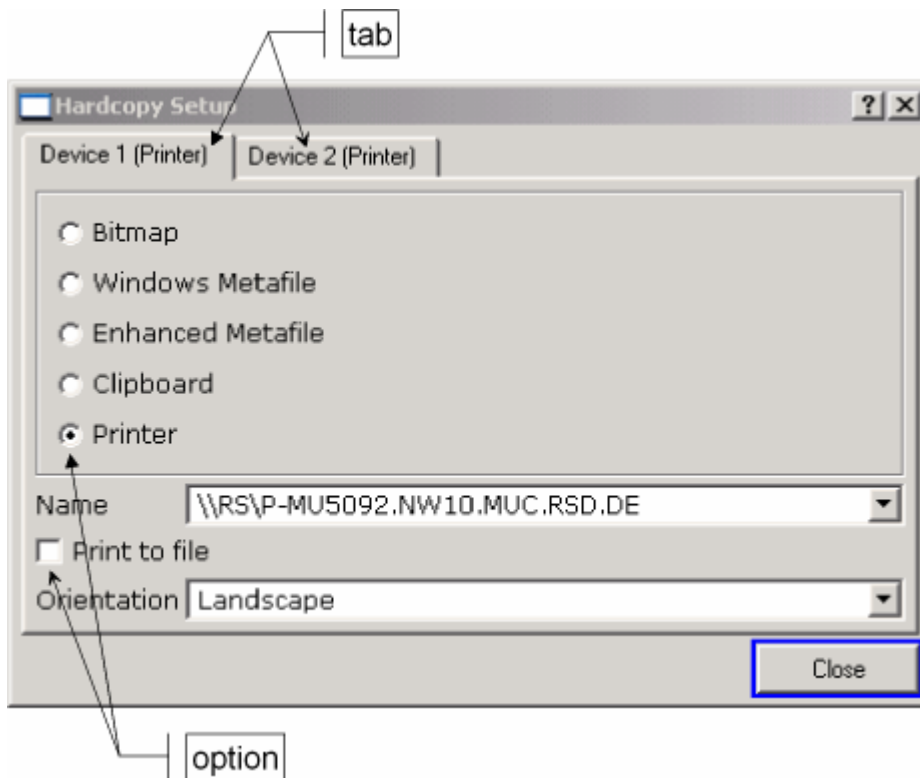 tab
Hardcopy Setup
Device 1 (Printer) Device 2 (Printer)
Bitmap
Windows Metafile
Enhanced Metafile
Clipboard
Printer
Name \\RS\P-MU5092.NW10.MUC.RSD.DE
Print to file
Orientation Landscape
Close
option